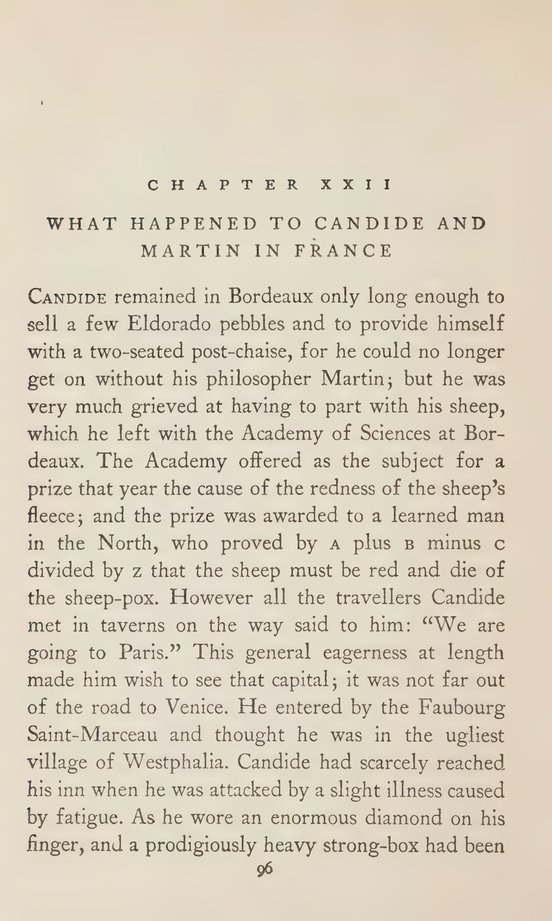 CHAPTER XXII
WHAT HAPPENED TO CANDIDE AND
MARTIN IN FRANCE
CANDIDE remained in Bordeaux only long enough to
sell a few Eldorado pebbles and to provide himself
with a two-seated post-chaise, for he could no longer
get on without his philosopher Martin; but he was
very much grieved at having to part with his sheep,
which he left with the Academy of Sciences at Bor-
deaux. The Academy offered as the subject for a
prize that year the cause of the redness of the sheep's
fleece; and the prize was awarded to a learned man
in the North, who proved by A plus B minus C
divided by Z that the sheep must be red and die of
the sheep-pox. However all the travellers Candide
met in taverns on the way said to him: “We are
going to Paris.” This general eagerness at length
made him wish to see that capital; it was not far out
of the road to Venice. He entered by the Faubourg
Saint-Marceau and thought he was in the ugliest
village of Westphalia. Candide had scarcely reached
his inn when he was attacked by a slight illness caused
by fatigue. As he wore an enormous diamond on his
finger, and a prodigiously heavy strong-box had been
96